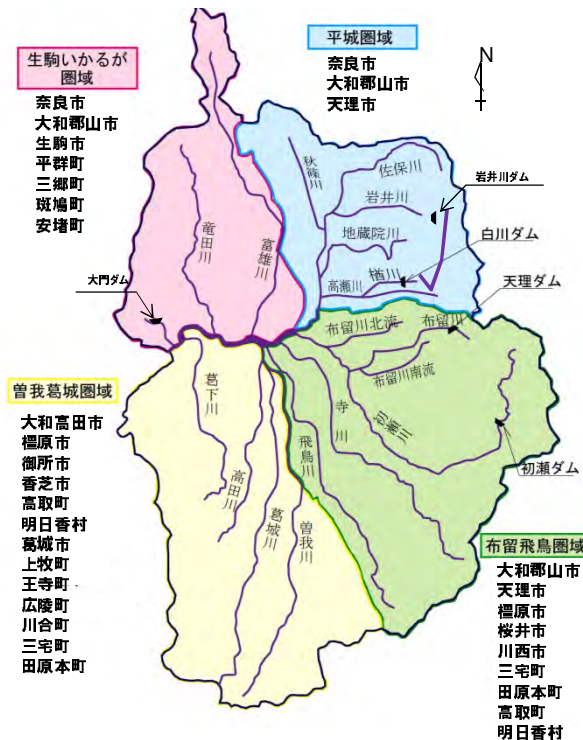 生駒いかるが
圏域
奈良市
大和郡山市
生駒市
平群町
三郷町
斑鳩町
安堵町
平城圏域
奈良市
大和郡山市
天理市
N
秋篠川
佐保川
岩井川
地蔵院川
高瀬川
楢川
岩井川ダム
白川ダム
天理ダム
竜田川
富雄川
大門ダム
布留川北流
布留川
布留川南流
初瀬川
寺川
飛鳥川
初瀬ダム
葛下川
高田川
葛城川
曽我川
曽我葛城圏域
大和高田市
橿原市
御所市
香芝市
高取町
明日香村
葛城市
上牧町
王寺町
広陵町
川合町
三宅町
田原本町
布留飛鳥圏域
大和郡山市
天理市
橿原市
桜井市
川西市
三宅町
田原本町
高取町
明日香村